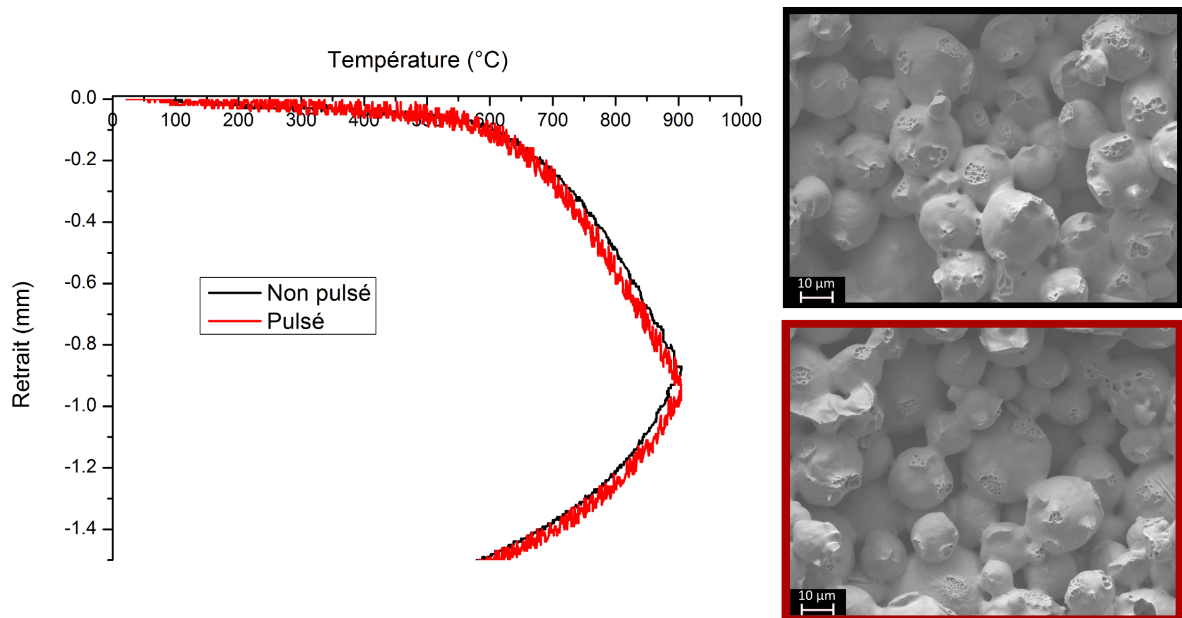 Température (°C)
0.0
0 100 200 300 400 500 600 700 800 900 1000
-0.2
-0.4
-0.6
-0.8
-1.0
-1.2
-1.4
Retrait (mm)
Non pulsé
Pulsé
10 µm
10 µm